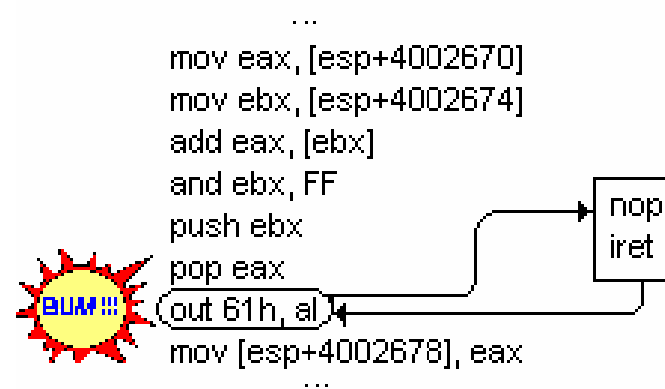 ...
mov eax, [esp+4002670]
mov ebx, [esp+4002674]
add eax, [ebx]
and ebx, FF
push ebx
pop eax
BUM!!! out 61h, al
mov [esp+4002678], eax
...
nop
iret